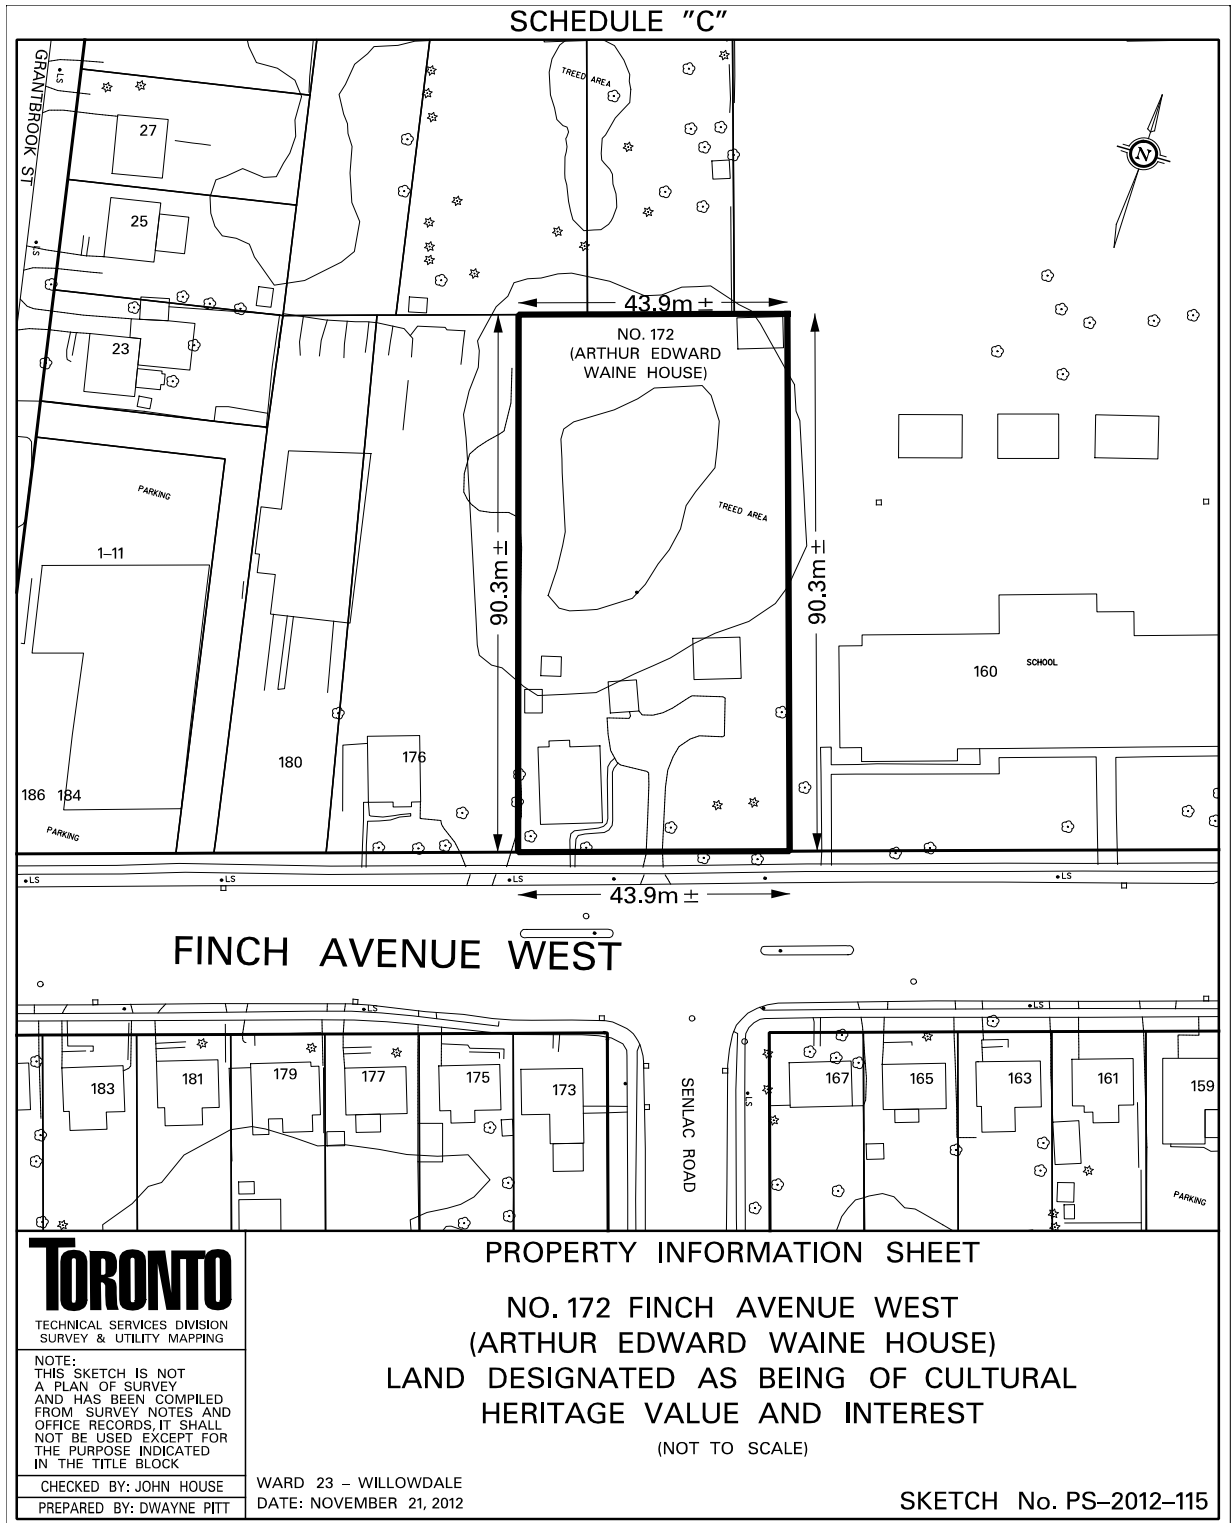 SCHEDULE "C"
GRANTBROOK ST
LS
TREED AREA
27
N
25
LS
43.9m ±
NO. 172
(ARTHUR EDWARD
WAINE HOUSE)
23
PARKING
TREED AREA
1–11
90.3m ±
90.3m ±
160
SCHOOL
180
176
186
184
PARKING
LS
LS
LS
LS
43.9m ±
FINCH AVENUE WEST
LS
LS
183
181
179
177
175
173
SENLAC ROAD
LS
167
165
163
161
159
PARKING
TORONTO
TECHNICAL SERVICES DIVISION
SURVEY & UTILITY MAPPING
NOTE:
THIS SKETCH IS NOT
A PLAN OF SURVEY
AND HAS BEEN COMPILED
FROM SURVEY NOTES AND
OFFICE RECORDS, IT SHALL
NOT BE USED EXCEPT FOR
THE PURPOSE INDICATED
IN THE TITLE BLOCK
CHECKED BY: JOHN HOUSE
PREPARED BY: DWAYNE PITT
PROPERTY INFORMATION SHEET
NO. 172 FINCH AVENUE WEST
(ARTHUR EDWARD WAINE HOUSE)
LAND DESIGNATED AS BEING OF CULTURAL
HERITAGE VALUE AND INTEREST
(NOT TO SCALE)
WARD 23 – WILLOWDALE
DATE: NOVEMBER 21, 2012
SKETCH No. PS–2012–115